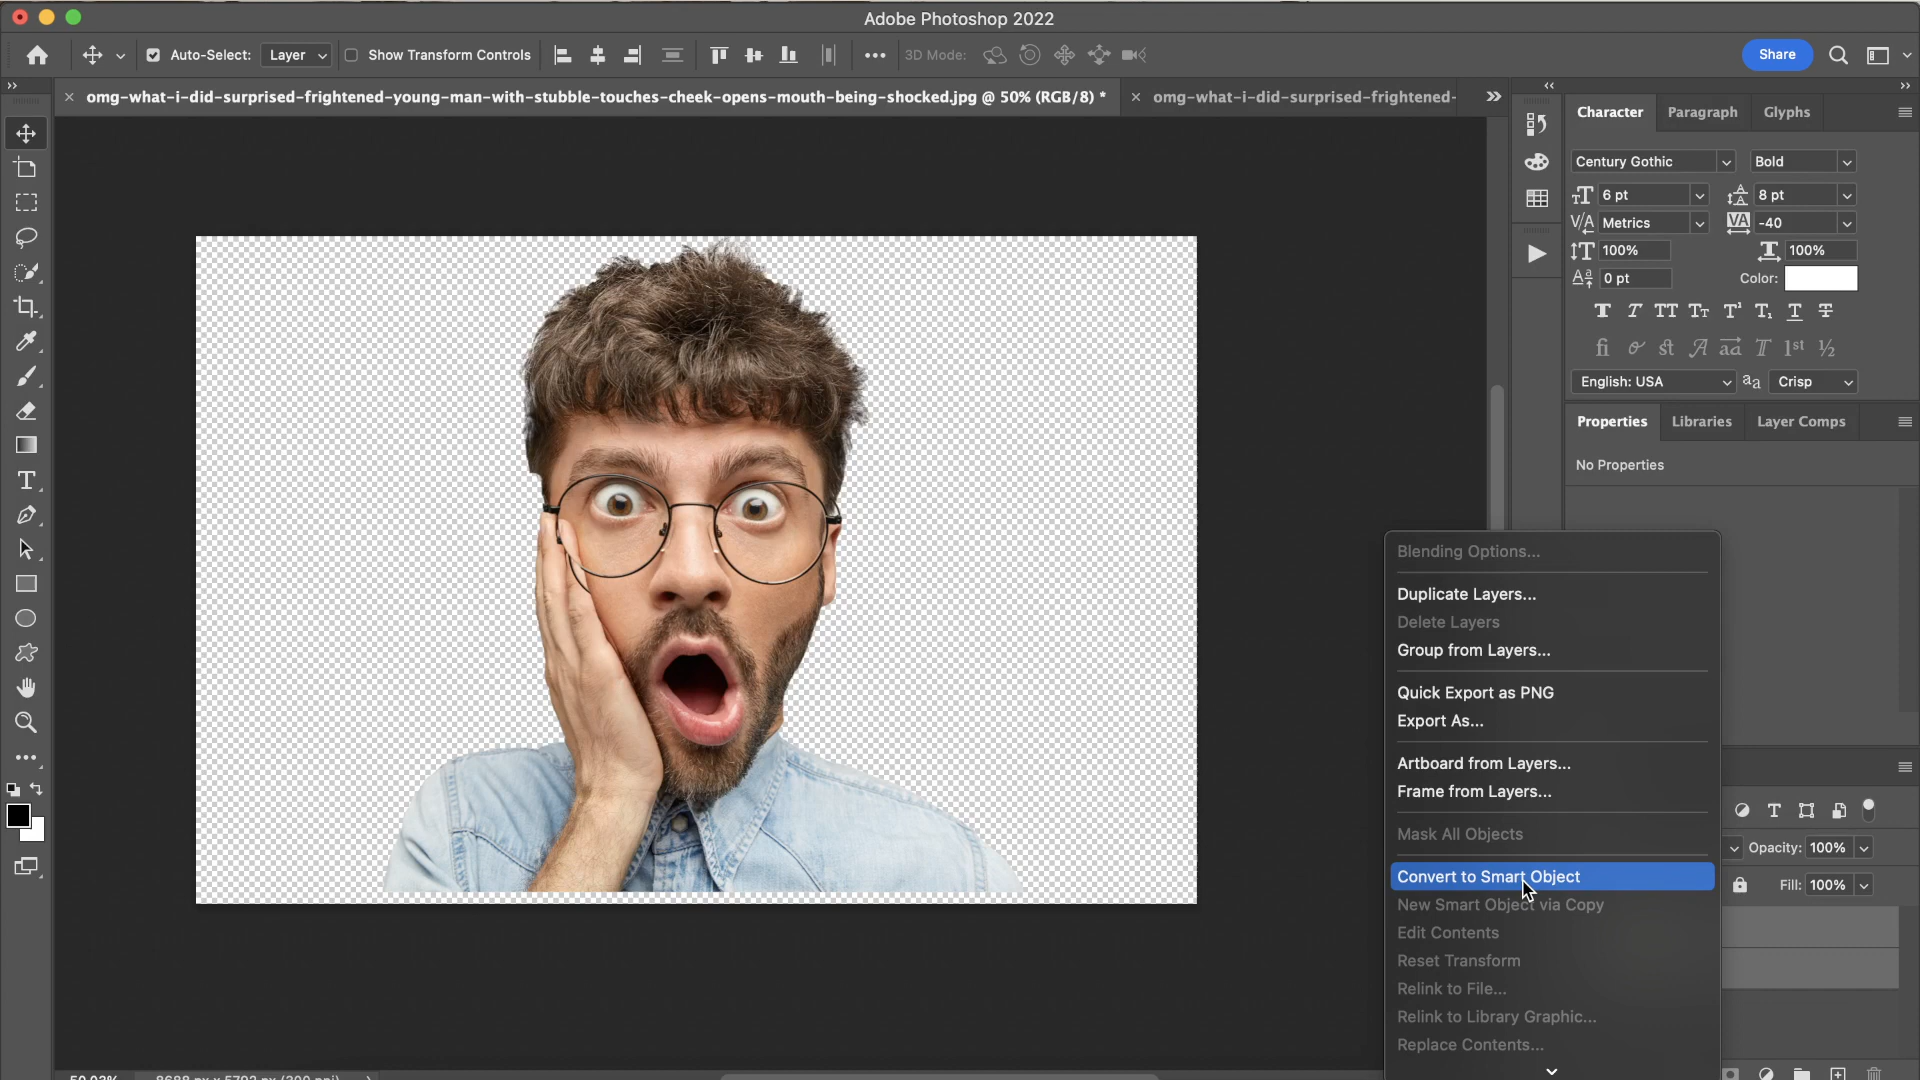 Adobe Photoshop 2022
Auto-Select: Layer Show Transform Controls 3D Mode: Share
omg-what-i-did-surprised-frightened-young-man-with-stubble-touches-cheek-opens-mouth-being-shocked.jpg @ 50% (RGB/8) *
omg-what-i-did-surprised-frightened-
Character Paragraph Glyphs
Century Gothic Bold
6 pt 8 pt
Metrics -40
100% 100%
0 pt Color:
English: USA Crisp
Properties Libraries Layer Comps
No Properties
Blending Options...
Duplicate Layers...
Delete Layers
Group from Layers...
Quick Export as PNG
Export As...
Artboard from Layers...
Frame from Layers...
Mask All Objects
Convert to Smart Object
New Smart Object via Copy
Edit Contents
Reset Transform
Relink to File...
Relink to Library Graphic...
Replace Contents...
Opacity: 100%
Fill: 100%